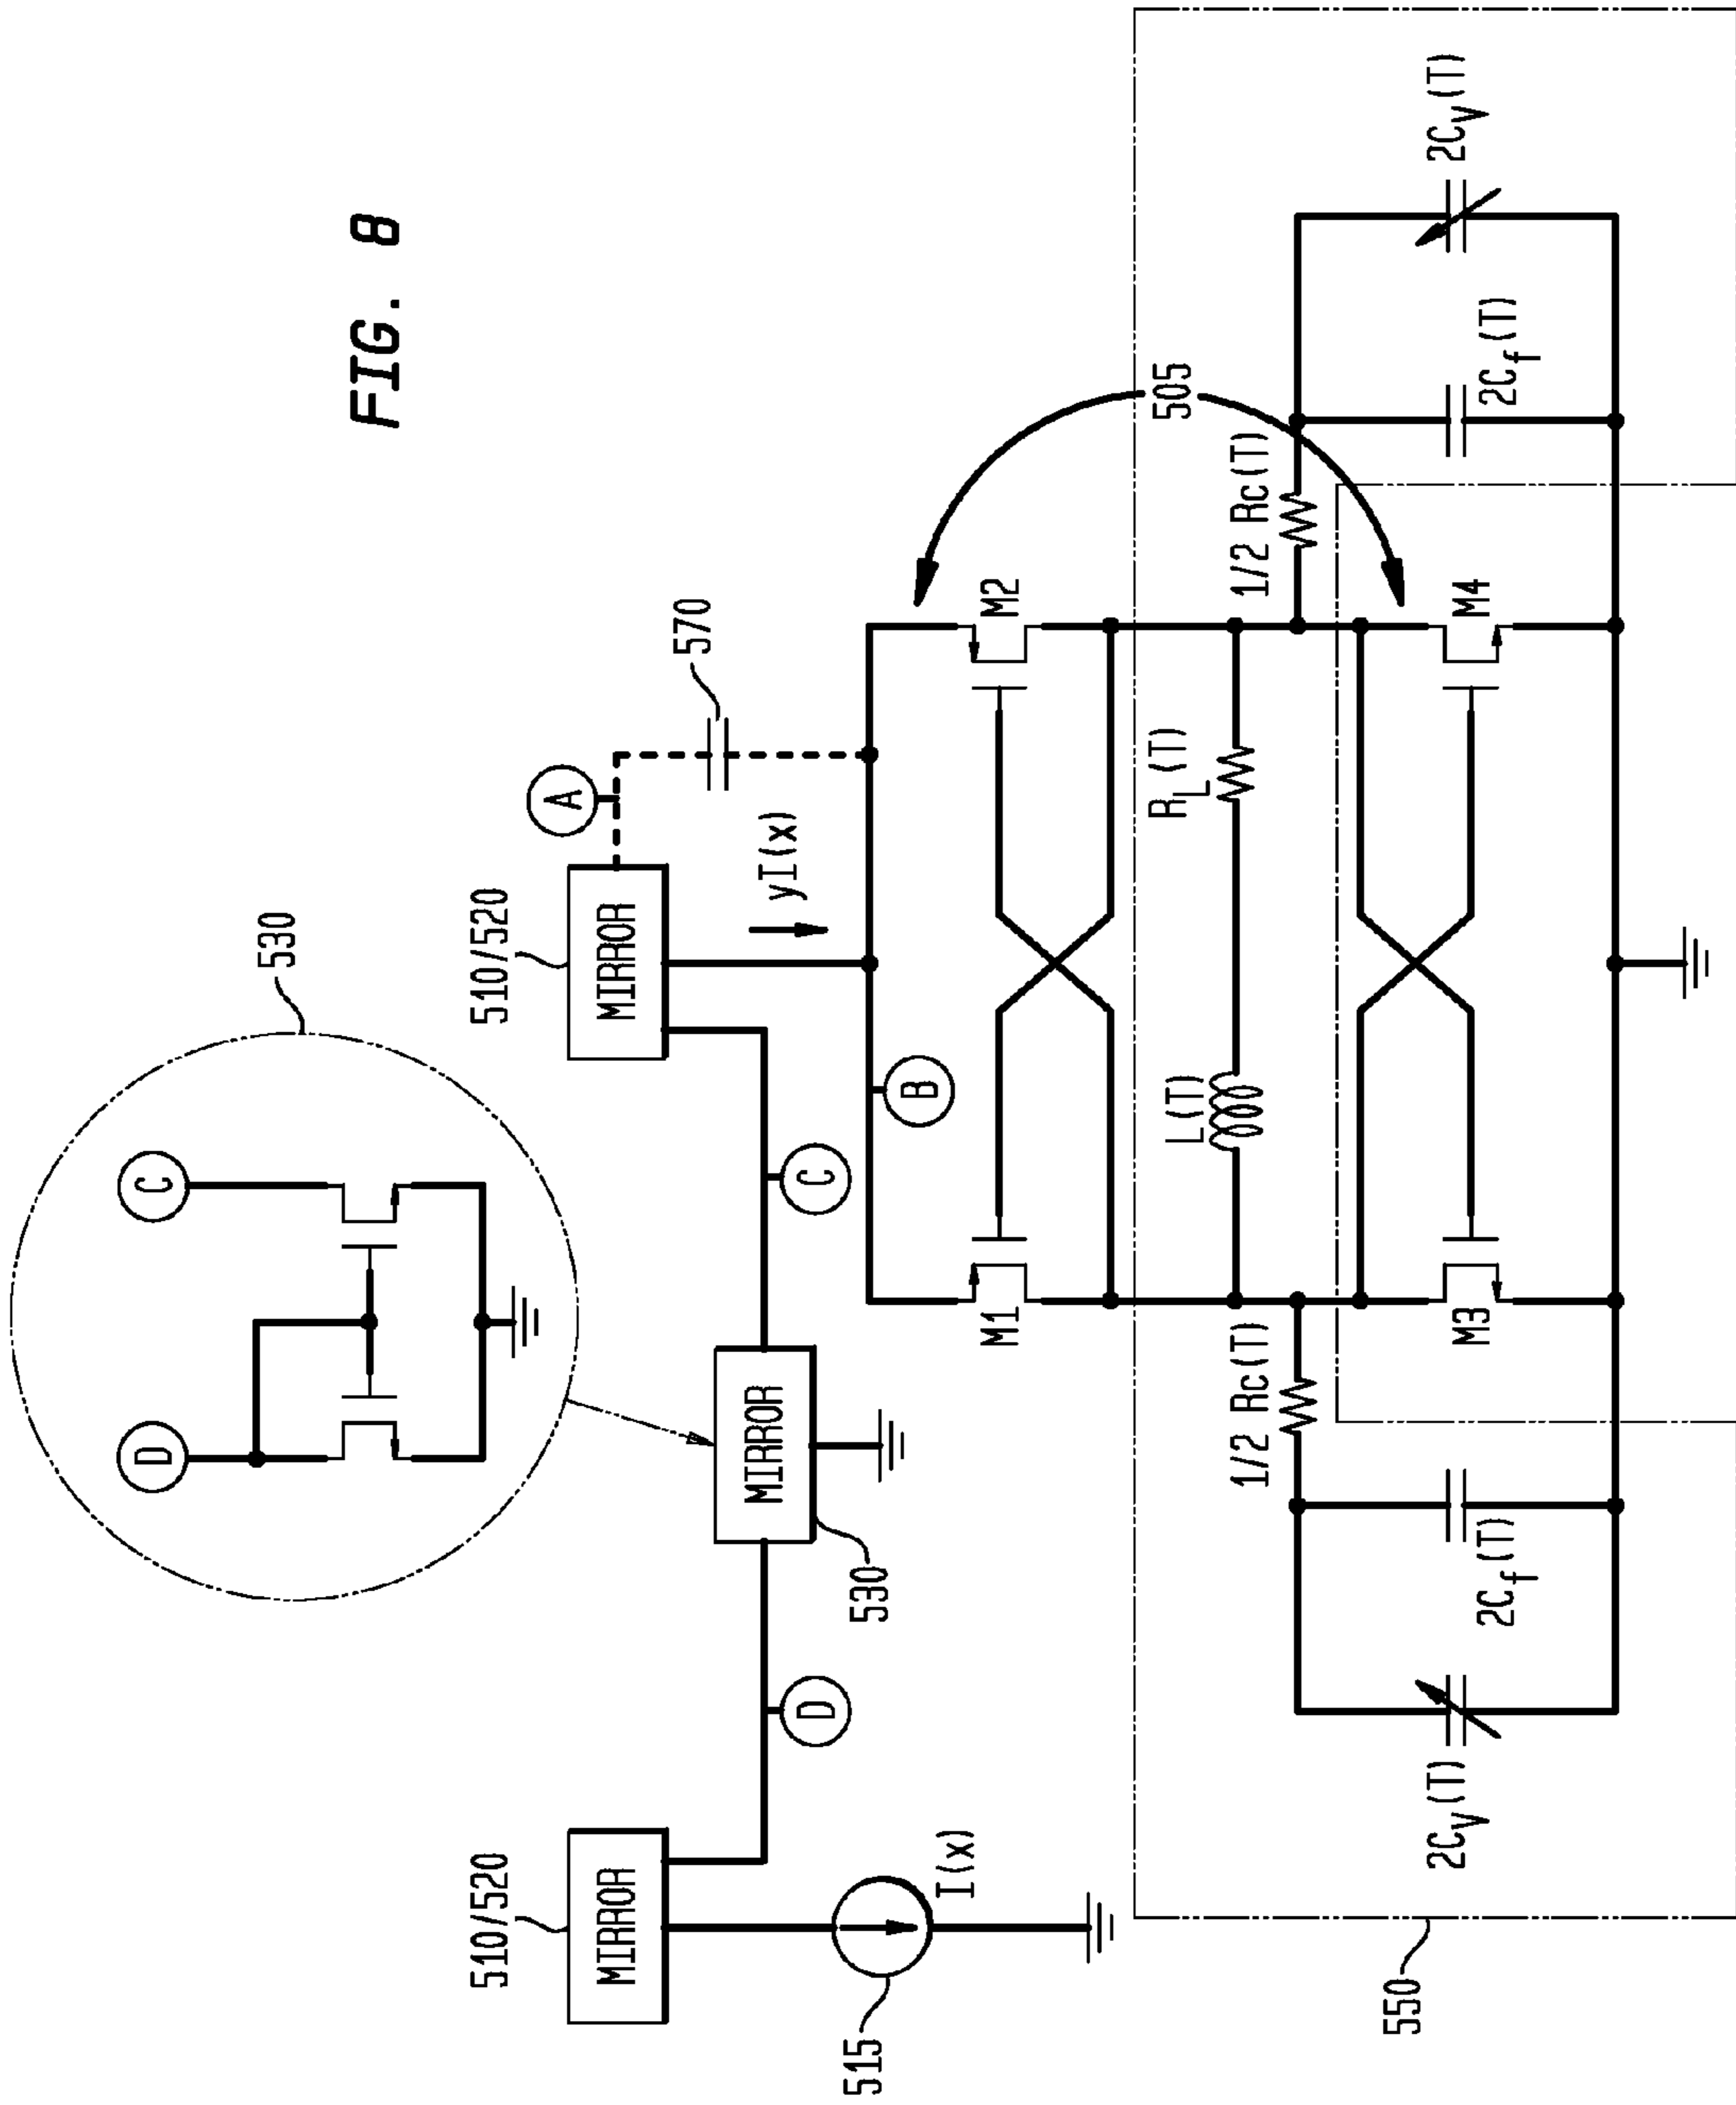 FIG. 8
530
D
C
510/520
MIRROR
510/520
MIRROR
A
570
yI(x)
D
MIRROR
530
C
B
515
I(x)
M1
M2
505
L(T)
R_L(T)
1/2 Rc(T)
1/2 Rc(T)
2C_V(T)
2C_f(T)
M3
M4
2C_f(T)
2C_V(T)
550